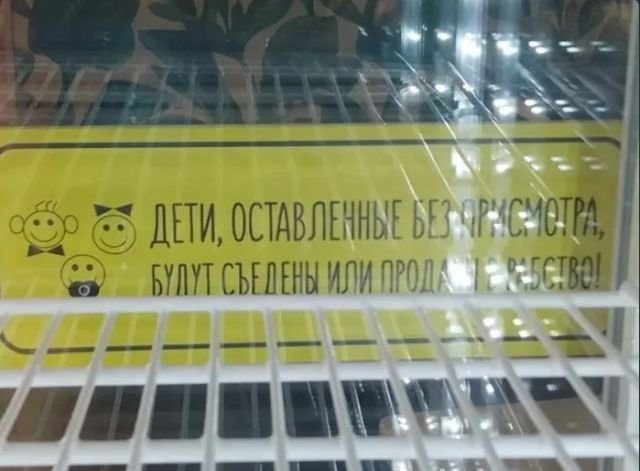 ДЕТИ, ОСТАВЛЕННЫЕ БЕЗ ПРИСМОТРА,
БУДУТ СЪЕДЕНЫ ИЛИ ПРОДАНЫ В РАБСТВО!